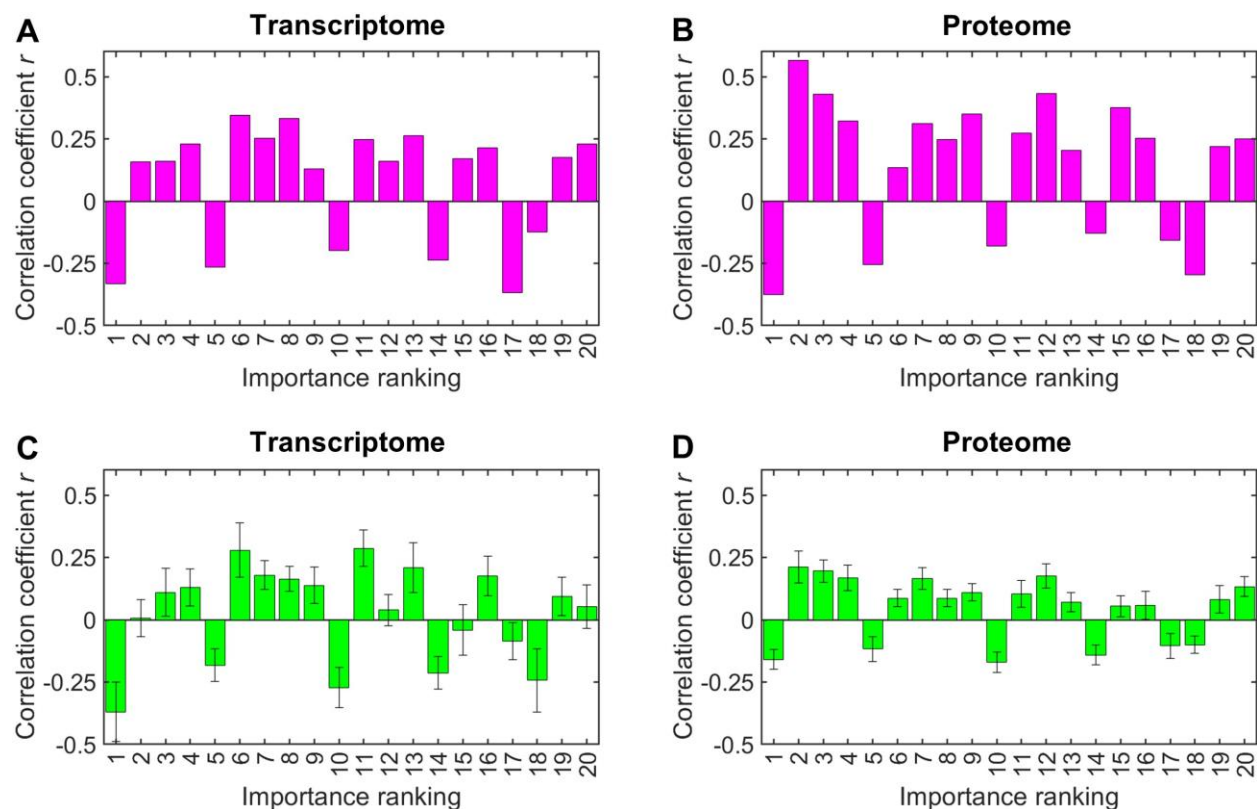 A
Transcriptome
Correlation coefficient r
0.5
0.25
0
-0.25
-0.5
1 2 3 4 5 6 7 8 9 10 11 12 13 14 15 16 17 18 19 20
Importance ranking
B
Proteome
Correlation coefficient r
0.5
0.25
0
-0.25
-0.5
1 2 3 4 5 6 7 8 9 10 11 12 13 14 15 16 17 18 19 20
Importance ranking
C
Transcriptome
Correlation coefficient r
0.5
0.25
0
-0.25
-0.5
1 2 3 4 5 6 7 8 9 10 11 12 13 14 15 16 17 18 19 20
Importance ranking
D
Proteome
Correlation coefficient r
0.5
0.25
0
-0.25
-0.5
1 2 3 4 5 6 7 8 9 10 11 12 13 14 15 16 17 18 19 20
Importance ranking